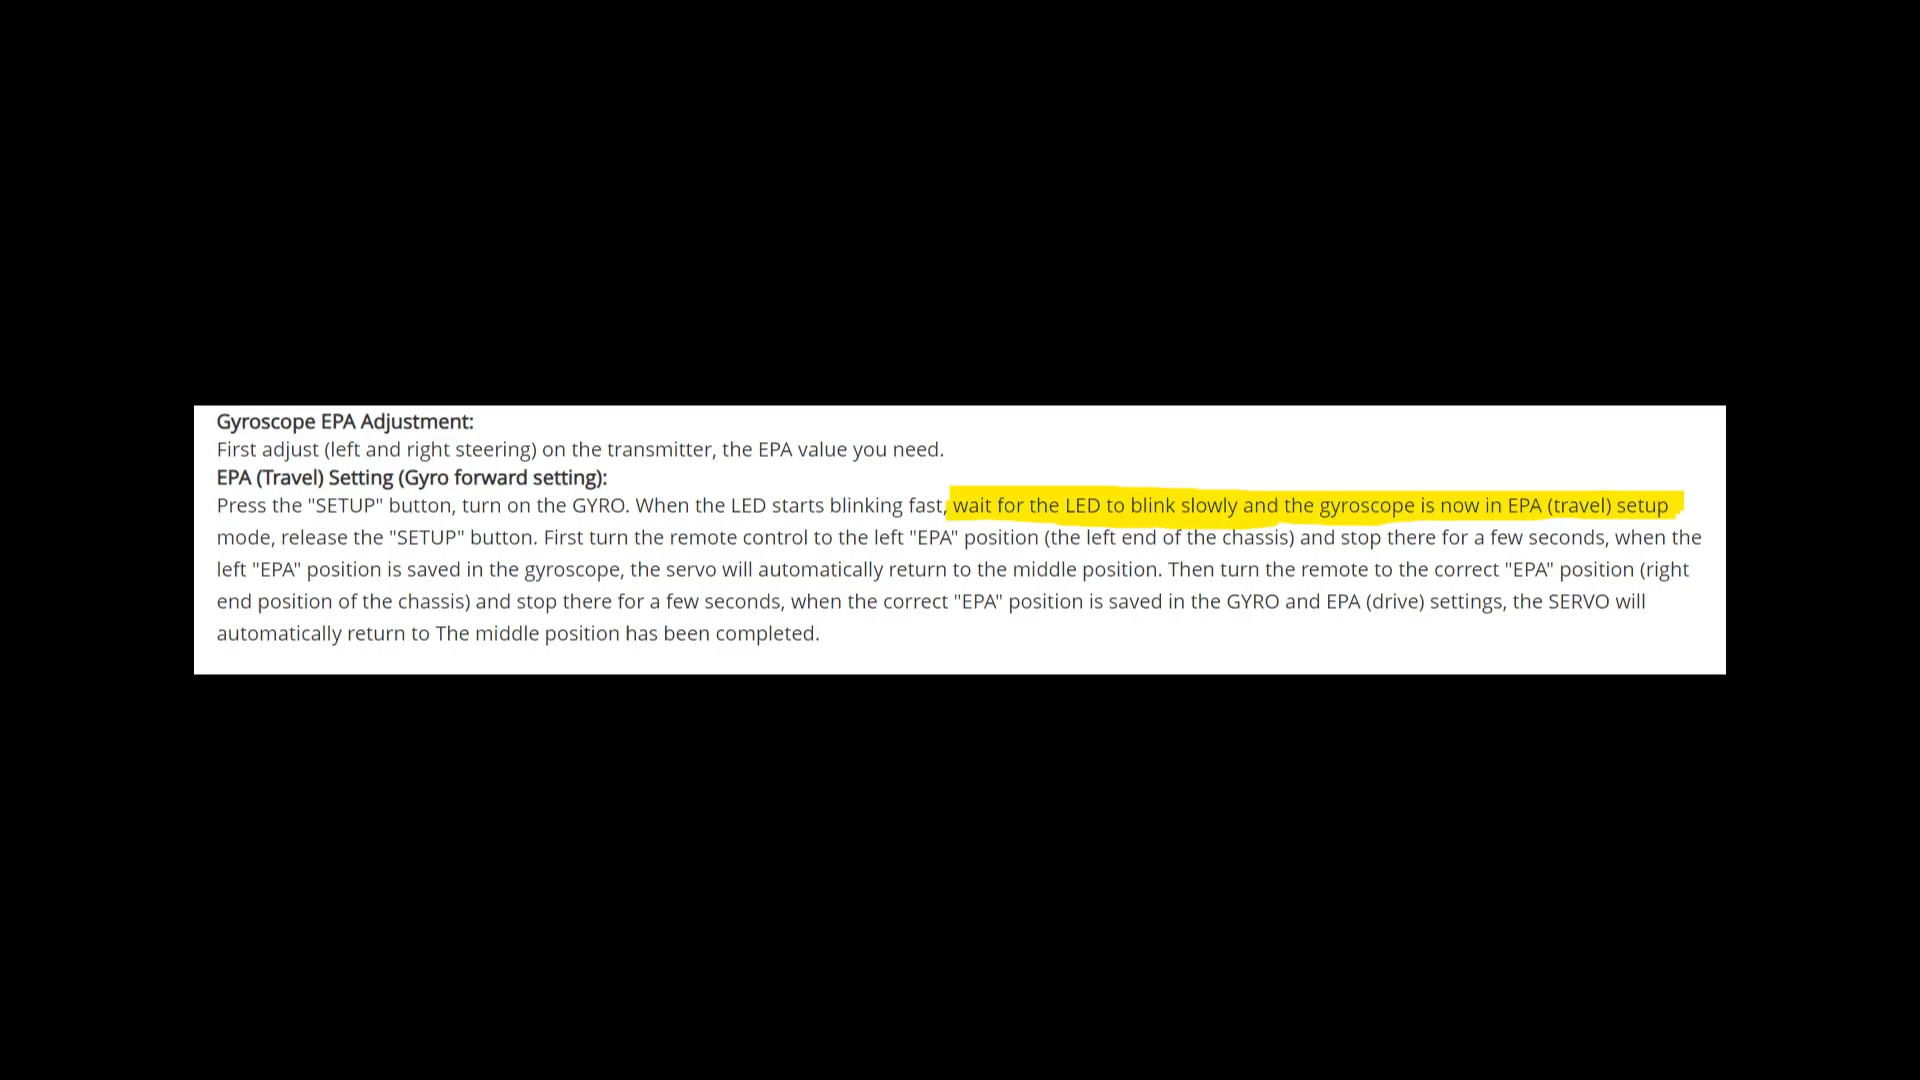 Gyroscope EPA Adjustment:
First adjust (left and right steering) on the transmitter, the EPA value you need.
EPA (Travel) Setting (Gyro forward setting):
Press the "SETUP" button, turn on the GYRO. When the LED starts blinking fast, wait for the LED to blink slowly and the gyroscope is now in EPA (travel) setup
mode, release the "SETUP" button. First turn the remote control to the left "EPA" position (the left end of the chassis) and stop there for a few seconds, when the
left "EPA" position is saved in the gyroscope, the servo will automatically return to the middle position. Then turn the remote to the correct "EPA" position (right
end position of the chassis) and stop there for a few seconds, when the correct "EPA" position is saved in the GYRO and EPA (drive) settings, the SERVO will
automatically return to The middle position has been completed.